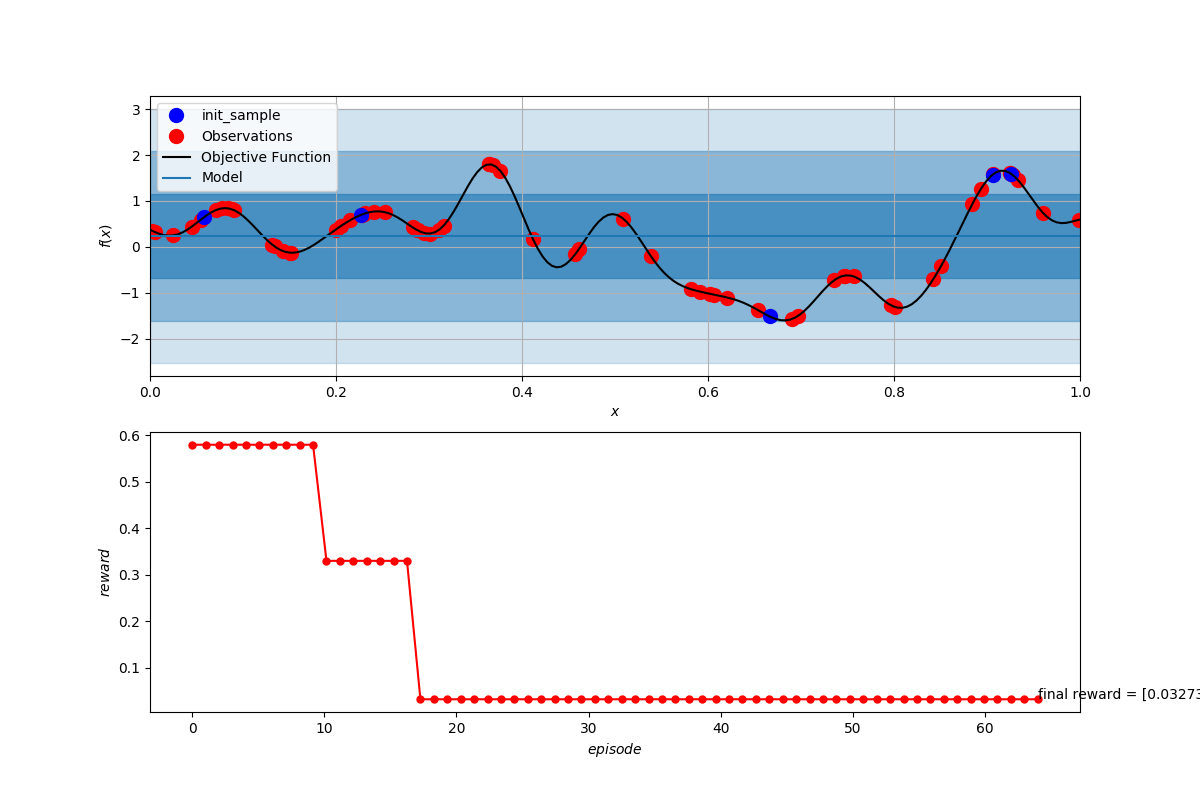 3
2
1
0
−1
−2
f(x)
init_sample
Observations
Objective Function
Model
0.0 0.2 0.4 0.6 0.8 1.0
x
0.6
0.5
0.4
0.3
0.2
0.1
reward
final reward = [0.03273
0 10 20 30 40 50 60
episode